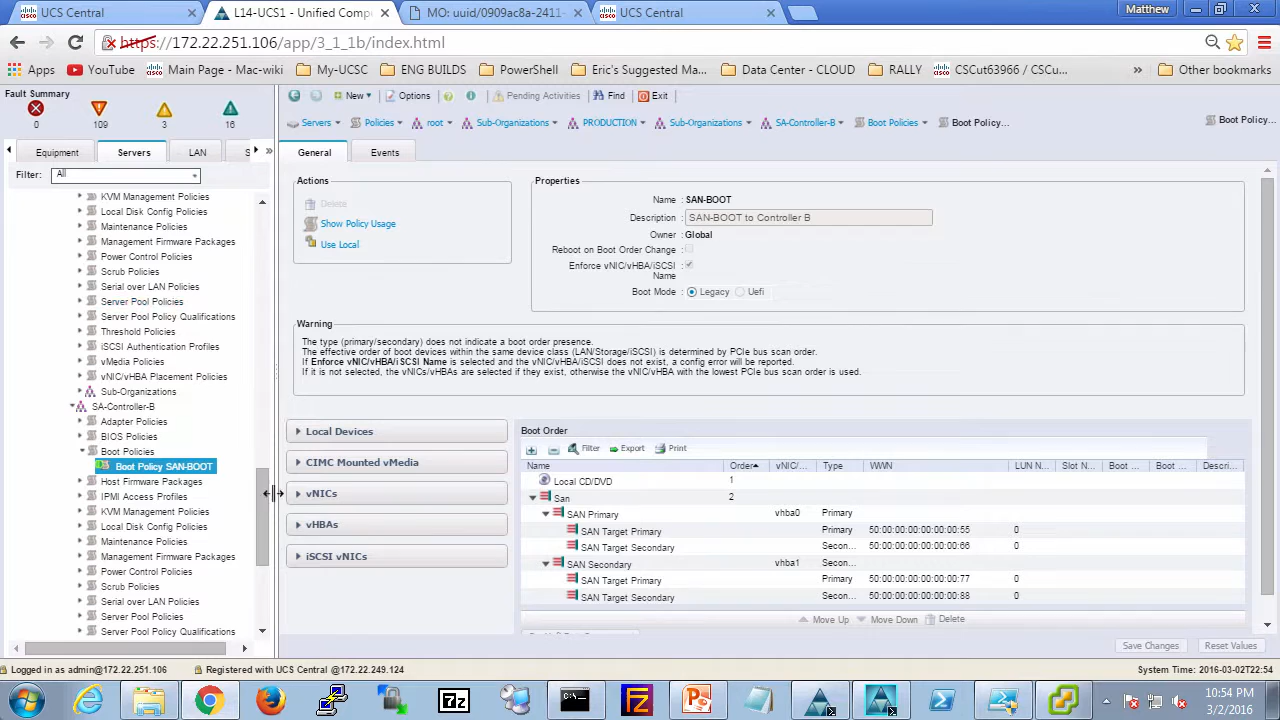 UCS Central
L14-UCS1 - Unified Comp
MO: uuid/0909ac8a-2411-
UCS Central
Matthew
https://172.22.251.106/app/3_1_1b/index.html
Apps YouTube Main Page - Mac-wiki My-UCSC ENG BUILDS PowerShell Eric's Suggested Ma... Data Center - CLOUD RALLY CSCut63966 / CSCu... » Other bookmarks
Fault Summary
0 109 3 16
New Options Pending Activities Find Exit
Servers Policies root Sub-Organizations PRODUCTION Sub-Organizations SA-Controller-B Boot Policies Boot Policy...
Boot Policy...
Equipment Servers LAN S »
Filter: All
KVM Management Policies
Local Disk Config Policies
Maintenance Policies
Management Firmware Packages
Power Control Policies
Scrub Policies
Serial over LAN Policies
Server Pool Policies
Server Pool Policy Qualifications
Threshold Policies
iSCSI Authentication Profiles
vMedia Policies
vNIC/vHBA Placement Policies
Sub-Organizations
SA-Controller-B
Adapter Policies
BIOS Policies
Boot Policies
Boot Policy SAN-BOOT
Host Firmware Packages
IPMI Access Profiles
KVM Management Policies
Local Disk Config Policies
Maintenance Policies
Management Firmware Packages
Power Control Policies
Scrub Policies
Serial over LAN Policies
Server Pool Policies
Server Pool Policy Qualifications
General Events
Actions
Delete
Show Policy Usage
Use Local
Properties
Name : SAN-BOOT
Description : SAN-BOOT to Controller B
Owner : Global
Reboot on Boot Order Change :
Enforce vNIC/vHBA/iSCSI :
Name
Boot Mode : Legacy Uefi
Warning
The type (primary/secondary) does not indicate a boot order presence.
The effective order of boot devices within the same device class (LAN/Storage/iSCSI) is determined by PCIe bus scan order.
If Enforce vNIC/vHBA/iSCSI Name is selected and the vNIC/vHBA/iSCSI does not exist, a config error will be reported.
If it is not selected, the vNICs/vHBAs are selected if they exist, otherwise the vNIC/vHBA with the lowest PCIe bus scan order is used.
Local Devices
CIMC Mounted vMedia
vNICs
vHBAs
iSCSI vNICs
Boot Order
Filter Export Print
Name Order vNIC/... Type WWN LUN N... Slot N... Boot ... Boot ... Descri...
Local CD/DVD 1
San 2
SAN Primary vhba0 Primary
SAN Target Primary Primary 50:00:00:00:00:00:00:55 0
SAN Target Secondary Secon... 50:00:00:00:00:00:00:66 0
SAN Secondary vhba1 Secon...
SAN Target Primary Primary 50:00:00:00:00:00:00:77 0
SAN Target Secondary Secon... 50:00:00:00:00:00:00:88 0
Move Up Move Down Delete
Save Changes Reset Values
Logged in as admin@172.22.251.106 Registered with UCS Central @172.22.249.124 System Time: 2016-03-02T22:54
10:54 PM
3/2/2016